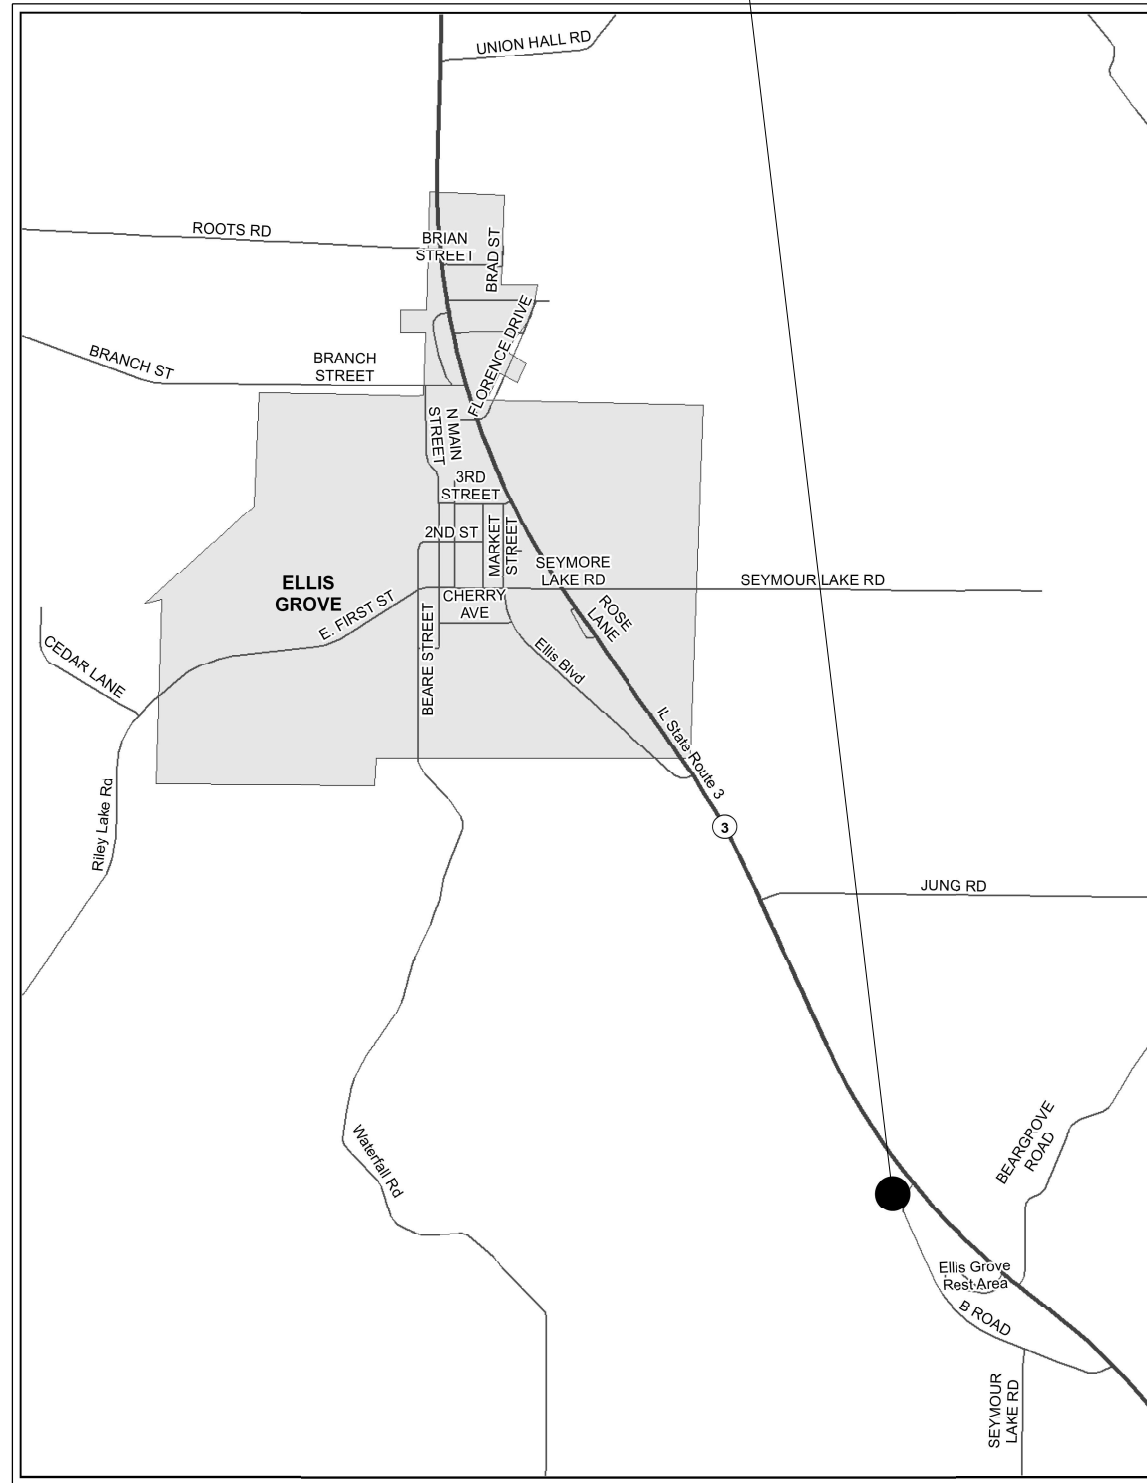 UNION HALL RD
ROOTS RD
BRIAN
STREET
BRAD ST
FLORENCE DRIVE
BRANCH ST
BRANCH
STREET
N MAIN
STREET
3RD
STREET
2ND ST
MARKET
STREET
SEYMORE
LAKE RD
SEYMOUR LAKE RD
ELLIS
GROVE
E. FIRST ST
CHERRY
AVE
ROSE
LANE
CEDAR LANE
BEARE STREET
Ellis Blvd
IL State Route 3
Riley Lake Rd
3
JUNG RD
Waterfall Rd
BEARGROVE
ROAD
Ellis Grove
Rest Area
B ROAD
SEYMOUR
LAKE RD